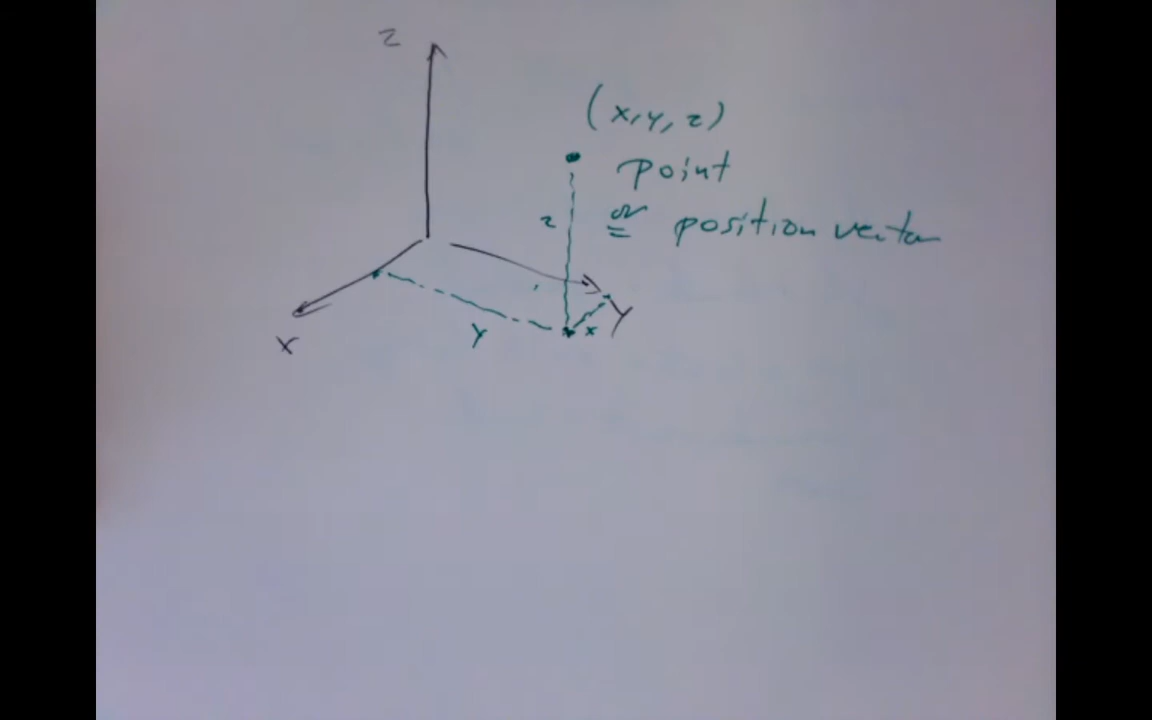 z
(x, y, z)
point
z
or position vector
x
y
x
y